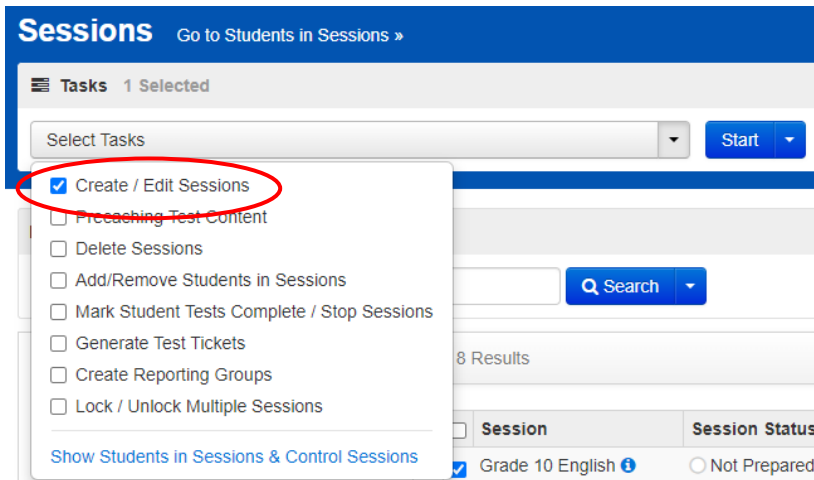 Sessions Go to Students in Sessions »
Tasks 1 Selected
Select Tasks
Start
Create / Edit Sessions
Precaching Test Content
Delete Sessions
Add/Remove Students in Sessions
Search
Mark Student Tests Complete / Stop Sessions
Generate Test Tickets
8 Results
Create Reporting Groups
Lock / Unlock Multiple Sessions
Session Session Status
Show Students in Sessions & Control Sessions
Grade 10 English Not Prepared